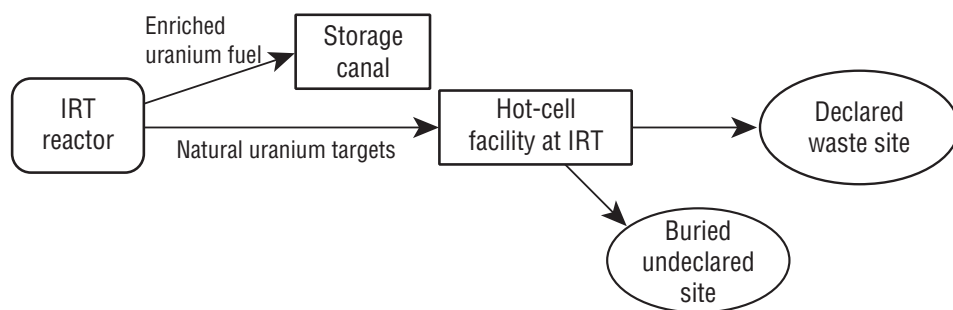 Enriched
uranium fuel
Storage
canal
IRT
reactor
Natural uranium targets
Hot-cell
facility at IRT
Declared
waste site
Buried
undeclared
site